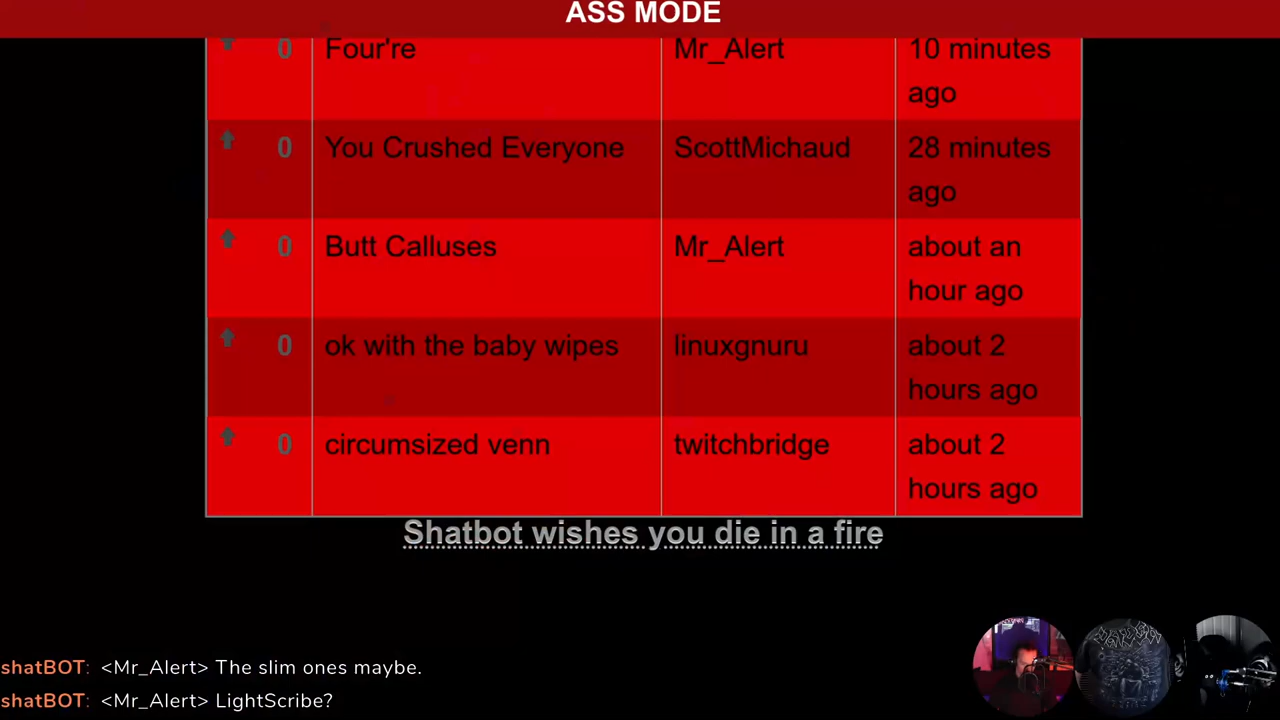 ASS MODE
0 Four're Mr_Alert 10 minutes
ago
0 You Crushed Everyone ScottMichaud 28 minutes
ago
0 Butt Calluses Mr_Alert about an
hour ago
0 ok with the baby wipes linuxgnuru about 2
hours ago
0 circumsized venn twitchbridge about 2
hours ago
Shatbot wishes you die in a fire
shatBOT: <Mr_Alert> The slim ones maybe.
shatBOT: <Mr_Alert> LightScribe?